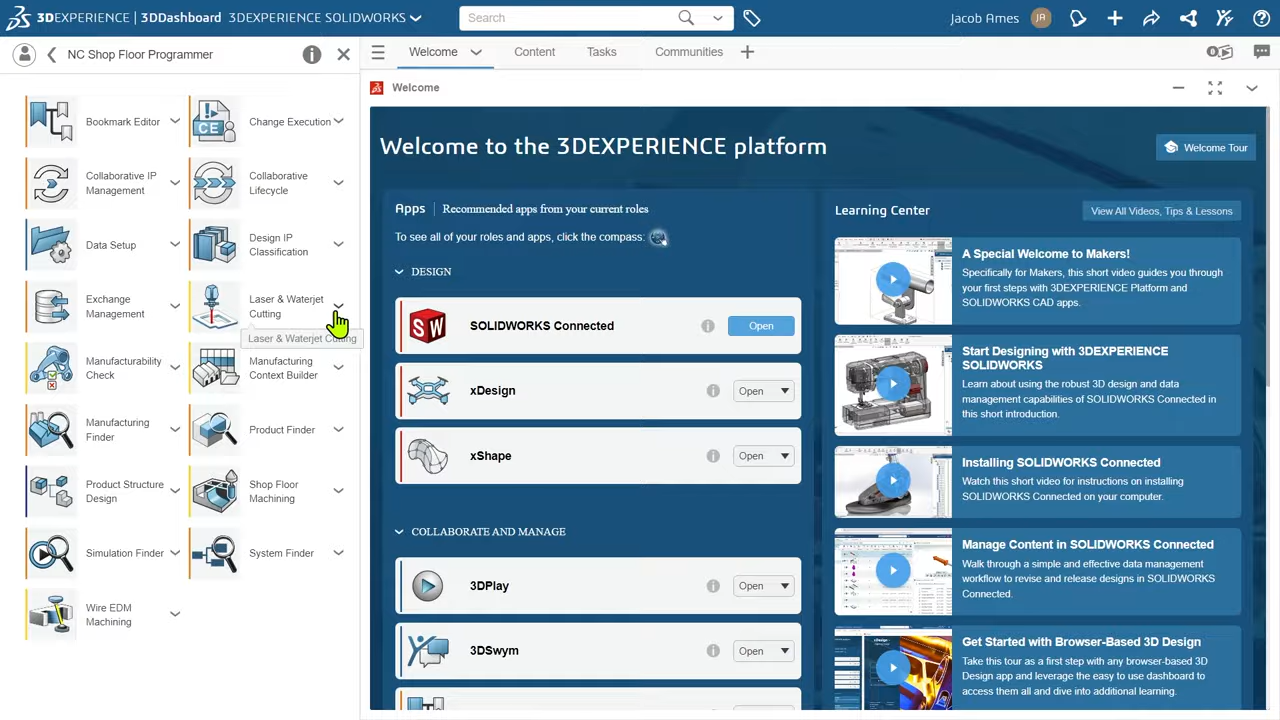 3DEXPERIENCE | 3DDashboard 3DEXPERIENCE SOLIDWORKS
Search
Jacob Ames JA
NC Shop Floor Programmer
Welcome
Content
Tasks
Communities
Bookmark Editor
Change Execution
CE
Collaborative IP
Management
Collaborative
Lifecycle
Data Setup
Design IP
Classification
Exchange
Management
Laser & Waterjet
Cutting
Laser & Waterjet Cutting
Manufacturability
Check
Manufacturing
Context Builder
Manufacturing
Finder
Product Finder
Product Structure
Design
Shop Floor
Machining
Simulation Finder
System Finder
Wire EDM
Machining
Welcome
Welcome to the 3DEXPERIENCE platform
Welcome Tour
Apps | Recommended apps from your current roles
To see all of your roles and apps, click the compass:
DESIGN
SW
SOLIDWORKS Connected
Open
xDesign
Open
xShape
Open
COLLABORATE AND MANAGE
3DPlay
Open
3DSwym
Open
Learning Center
View All Videos, Tips & Lessons
A Special Welcome to Makers!
Specifically for Makers, this short video guides you through
your first steps with 3DEXPERIENCE Platform and
SOLIDWORKS CAD apps.
Start Designing with 3DEXPERIENCE
SOLIDWORKS
Learn about using the robust 3D design and data
management capabilities of SOLIDWORKS Connected in
this short introduction.
Installing SOLIDWORKS Connected
Watch this short video for instructions on installing
SOLIDWORKS Connected on your computer.
Manage Content in SOLIDWORKS Connected
Walk through a simple and effective data management
workflow to revise and release designs in SOLIDWORKS
Connected.
Get Started with Browser-Based 3D Design
Take this tour as a first step with any browser-based 3D
Design app and leverage the easy to use dashboard to
access them all and dive into additional learning.